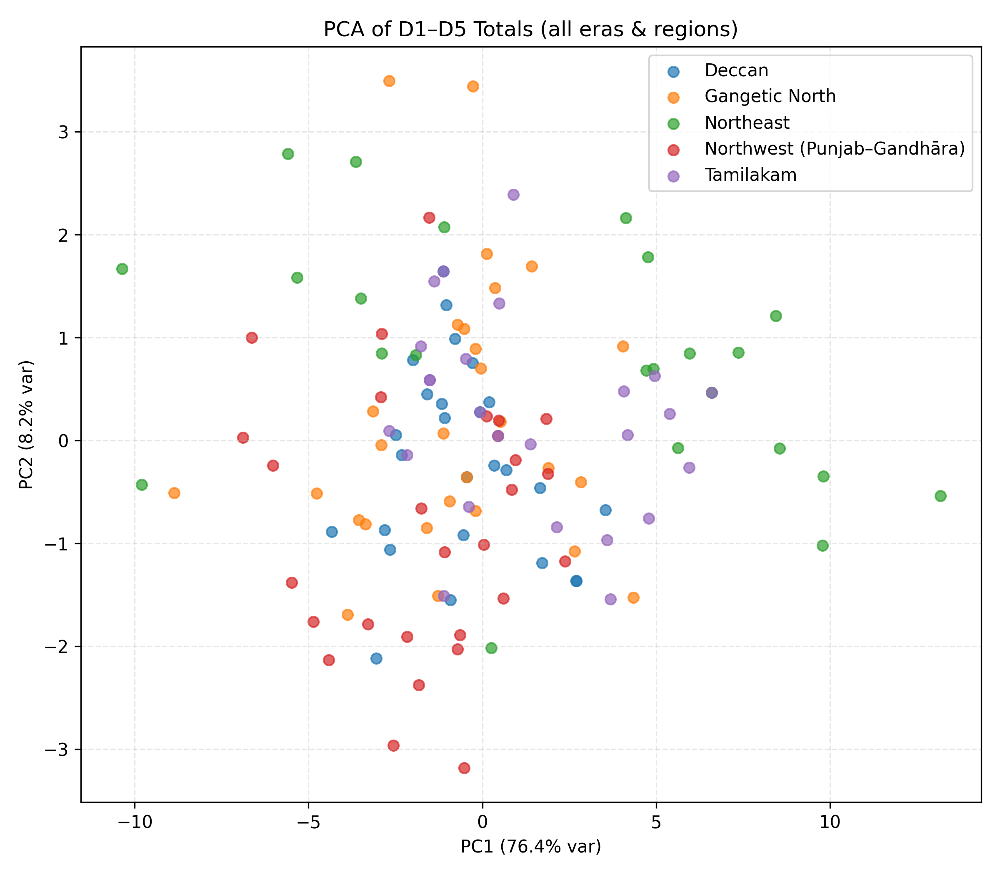 PCA of D1–D5 Totals (all eras & regions)
Deccan
Gangetic North
Northeast
Northwest (Punjab–Gandhāra)
Tamilakam
3
2
1
0
−1
−2
−3
PC2 (8.2% var)
−10
−5
0
5
10
PC1 (76.4% var)